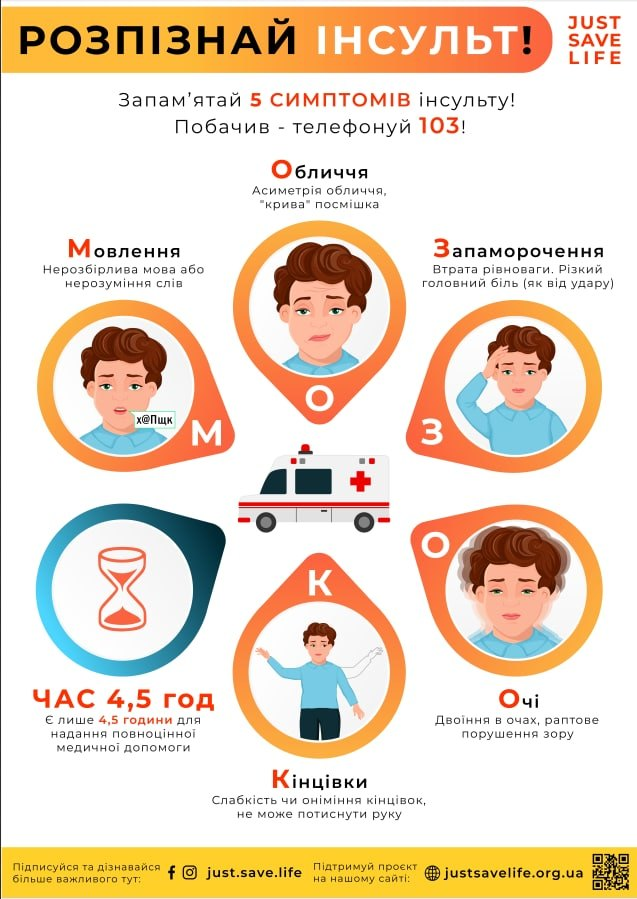 РОЗПІЗНАЙ ІНСУЛЬТ!
JUST
SAVE
LIFE
Запам’ятай 5 СИМПТОМІВ інсульту!
Побачив - телефонуй 103!
Обличчя
Асиметрія обличчя,
"крива" посмішка
Мовлення
Нерозбірлива мова або
нерозуміння слів
Запаморочення
Втрата рівноваги. Різкий
головний біль (як від удару)
х@Пщк
М
О
З
О
К
ЧАС 4,5 год
Є лише 4,5 години для
надання повноцінної
медичної допомоги
Очі
Двоїння в очах, раптове
порушення зору
Кінцівки
Слабкість чи оніміння кінцівок,
не може потиснути руку
Підписуйся та дізнавайся
більше важливого тут:
just.save.life
Підтримуй проєкт
на нашому сайті:
justsavelife.org.ua